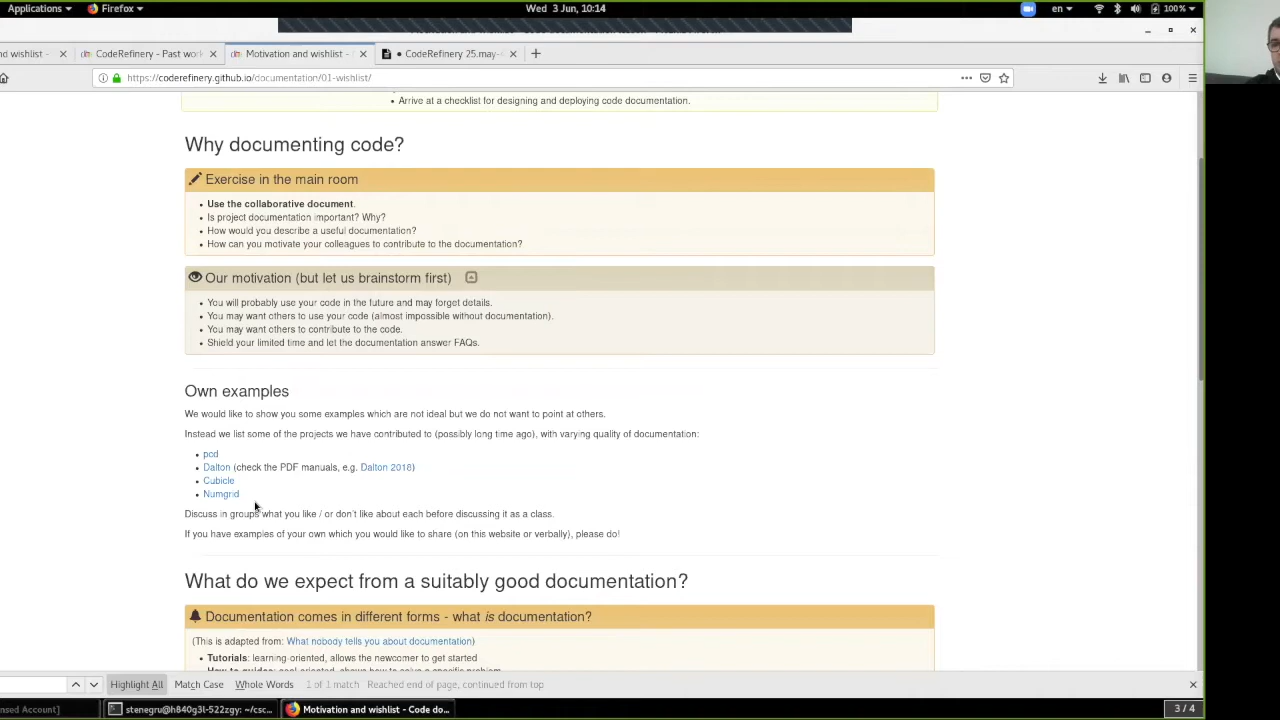 Applications
Firefox
Wed 3 Jun, 10:14
en
100%
nd wishlist -
CodeRefinery - Past work
Motivation and wishlist -
CodeRefinery 25.may-
https://coderefinery.github.io/documentation/01-wishlist/
Arrive at a checklist for designing and deploying code documentation.
Why documenting code?
Exercise in the main room
Use the collaborative document.
Is project documentation important? Why?
How would you describe a useful documentation?
How can you motivate your colleagues to contribute to the documentation?
Our motivation (but let us brainstorm first)
You will probably use your code in the future and may forget details.
You may want others to use your code (almost impossible without documentation).
You may want others to contribute to the code.
Shield your limited time and let the documentation answer FAQs.
Own examples
We would like to show you some examples which are not ideal but we do not want to point at others.
Instead we list some of the projects we have contributed to (possibly long time ago), with varying quality of documentation:
pcd
Dalton (check the PDF manuals, e.g. Dalton 2018)
Cubicle
Numgrid
Discuss in groups what you like / or don't like about each before discussing it as a class.
If you have examples of your own which you would like to share (on this website or verbally), please do!
What do we expect from a suitably good documentation?
Documentation comes in different forms - what is documentation?
(This is adapted from: What nobody tells you about documentation)
Tutorials: learning-oriented, allows the newcomer to get started
Highlight All
Match Case
Whole Words
1 of 1 match
Reached end of page, continued from top
nsed Account]
stenegru@h840g3l-522zgy: ~/csc...
Motivation and wishlist - Code do...
3 / 4